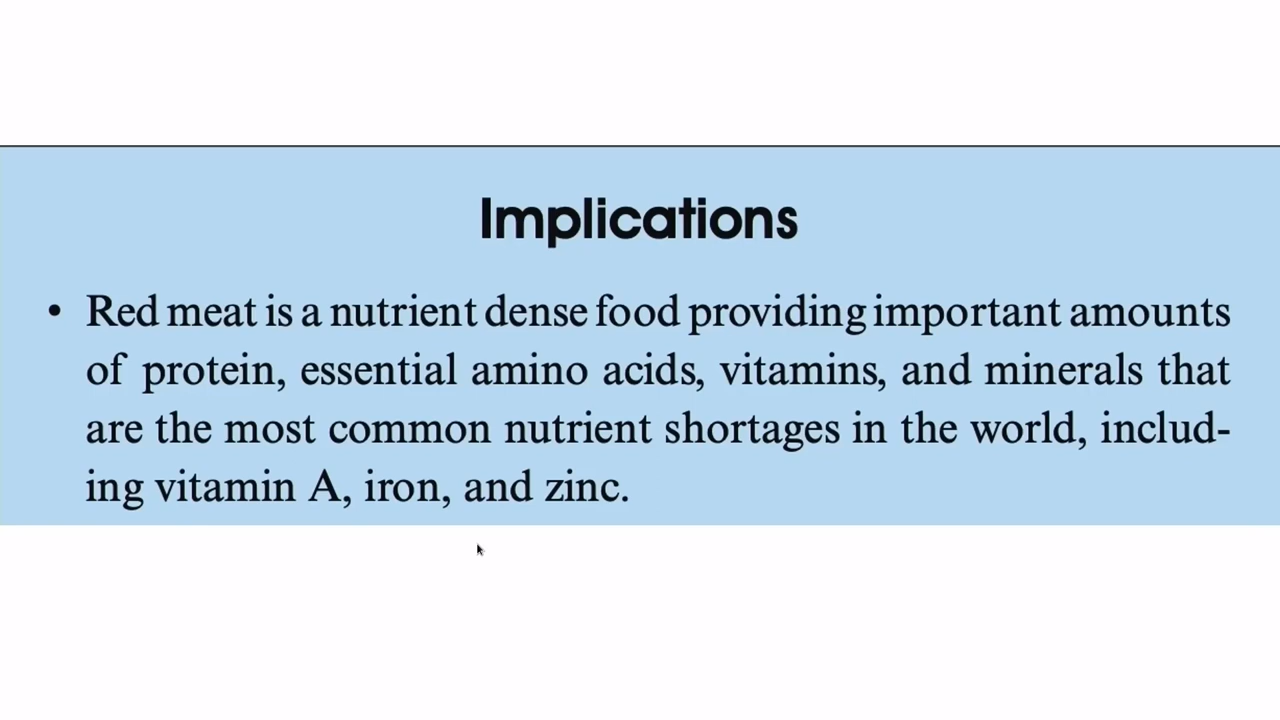 Implications
• Red meat is a nutrient dense food providing important amounts
of protein, essential amino acids, vitamins, and minerals that
are the most common nutrient shortages in the world, includ-
ing vitamin A, iron, and zinc.